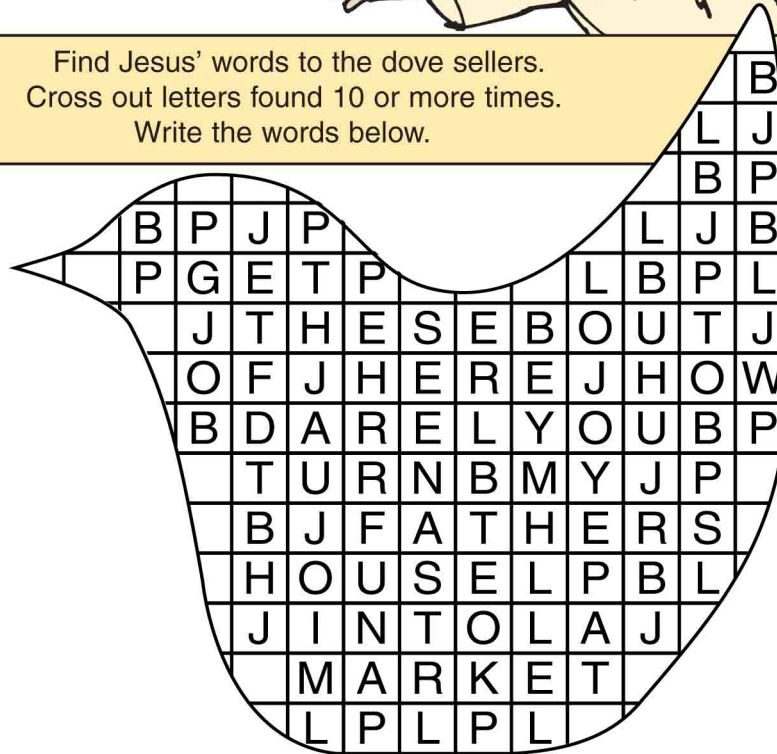 Find Jesus’ words to the dove sellers.
Cross out letters found 10 or more times.
Write the words below.
B
L J
B P
B P J P L J B
P G E T P L B P L
J T H E S E B O U T J
O F J H E R E J H O W
B D A R E L Y O U B P
T U R N B M Y J P
B J F A T H E R S
H O U S E L P B L
J I N T O L A J
M A R K E T
L P L P L